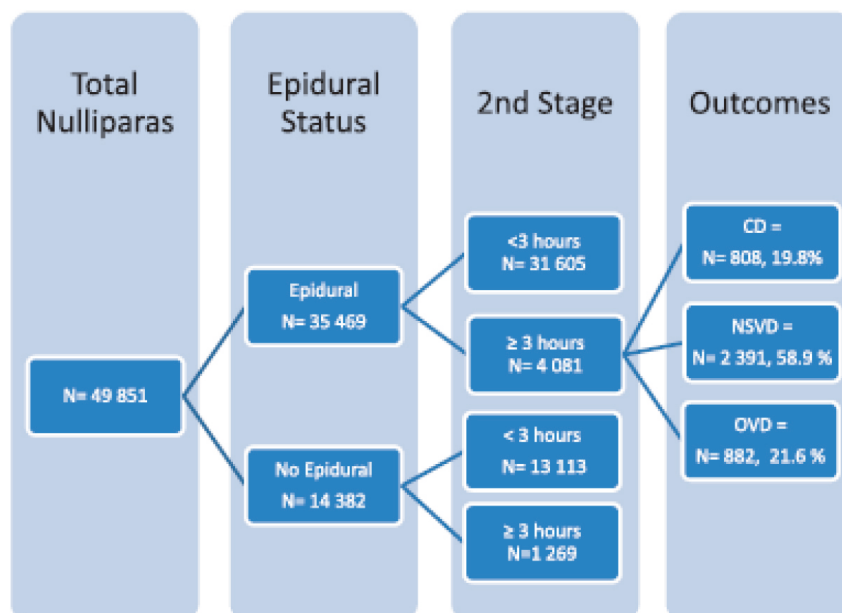 Total
Nulliparas
Epidural
Status
2nd Stage
Outcomes
N= 49 851
Epidural
N= 35 469
No Epidural
N= 14 382
<3 hours
N= 31 605
≥ 3 hours
N= 4 081
< 3 hours
N= 13 113
≥ 3 hours
N=1 269
CD =
N= 808, 19.8%
NSVD =
N= 2 391, 58.9 %
OVD =
N= 882, 21.6 %